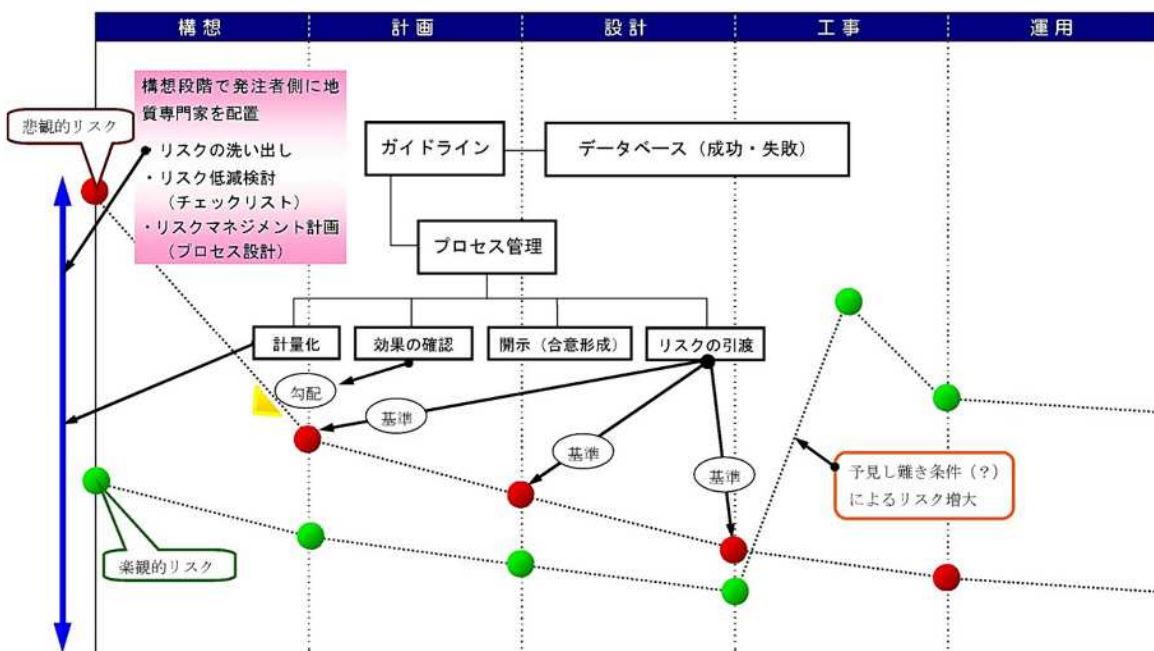 構想
計画
設計
工事
運用
構想段階で発注者側に地
質専門家を配置
・リスクの洗い出し
・リスク低減検討
（チェックリスト）
・リスクマネジメント計画
（プロセス設計）
悲観的リスク
ガイドライン
データベース（成功・失敗）
プロセス管理
計量化
効果の確認
開示（合意形成）
リスクの引渡
勾配
基準
基準
基準
予見し難き条件（？）
によるリスク増大
楽観的リスク